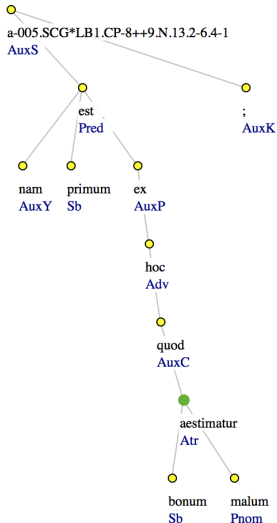 a-005.SCG*LB1.CP-8++9.N.13.2-6.4-1
AuxS
est
Pred
;
AuxK
nam
AuxY
primum
Sb
ex
AuxP
hoc
Adv
quod
AuxC
aestimatur
Atr
bonum
Sb
malum
Pnom